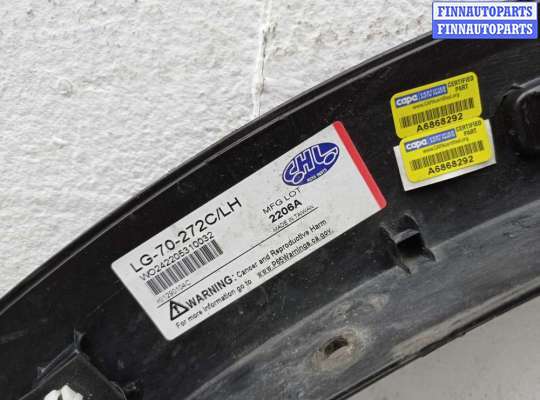 FINNAUTOPARTS
FINNAUTOPARTS
capa
CERTIFIED
PART
A6868292
capa
CERTIFIED
PART
A6868292
CHL
MFG LOT
2206A
MADE IN TAIWAN
LG-70-272C/LH
WO242205310032
WARNING: Cancer and Reproductive Harm
For more information go to www.P65Warnings.ca.gov.